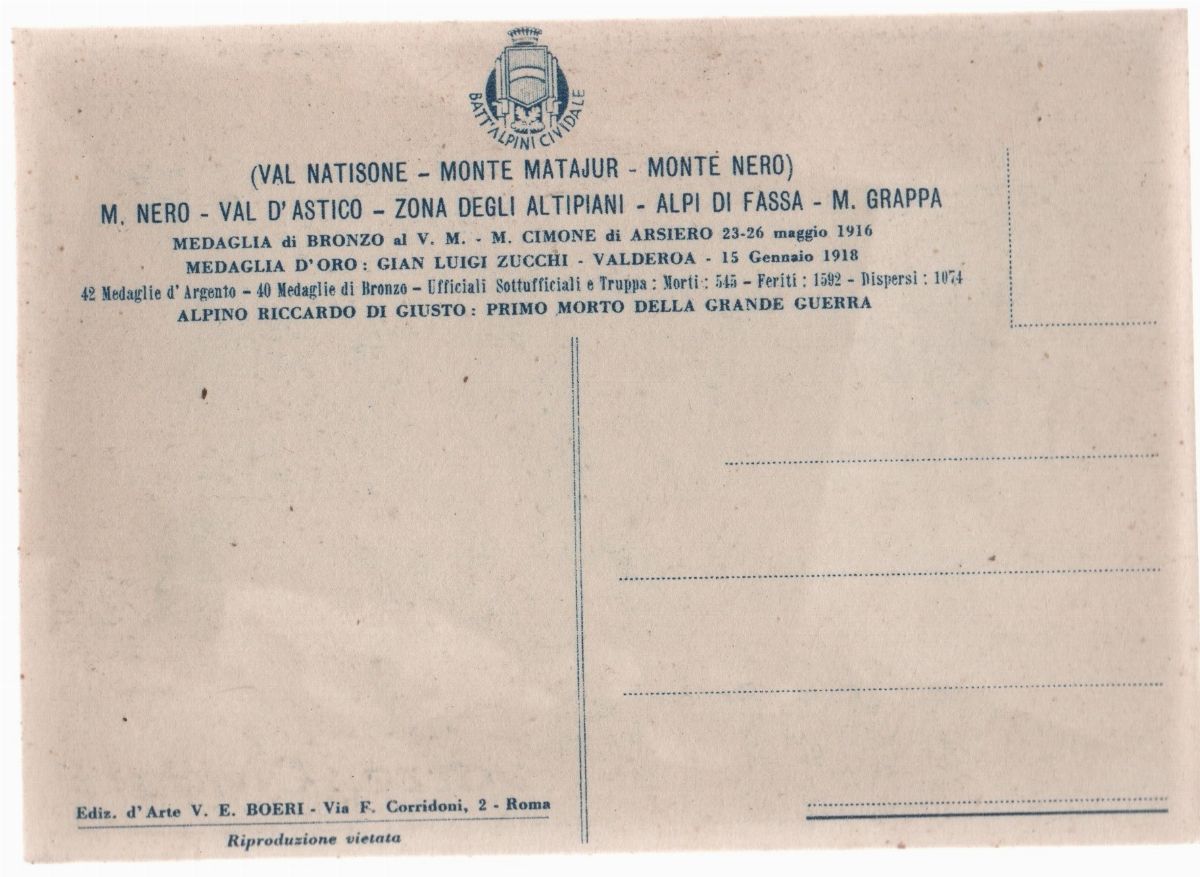 BATT. ALPINI CIVIDALE
(VAL NATISONE – MONTE MATAJUR - MONTE NERO)
M. NERO - VAL D'ASTICO – ZONA DEGLI ALTIPIANI - ALPI DI FASSA - M. GRAPPA
MEDAGLIA di BRONZO al V. M. - M. CIMONE di ARSIERO 23-26 maggio 1916
MEDAGLIA D'ORO : GIAN LUIGI ZUCCHI - VALDEROA - 15 Gennaio 1918
42 Medaglie d'Argento – 40 Medaglie di Bronzo – Ufficiali Sottufficiali e Truppa : Morti : 545 – Feriti : 1592 – Dispersi : 1074
ALPINO RICCARDO DI GIUSTO : PRIMO MORTO DELLA GRANDE GUERRA
Ediz. d'Arte V. E. BOERI - Via F. Corridoni, 2 - Roma
Riproduzione vietata